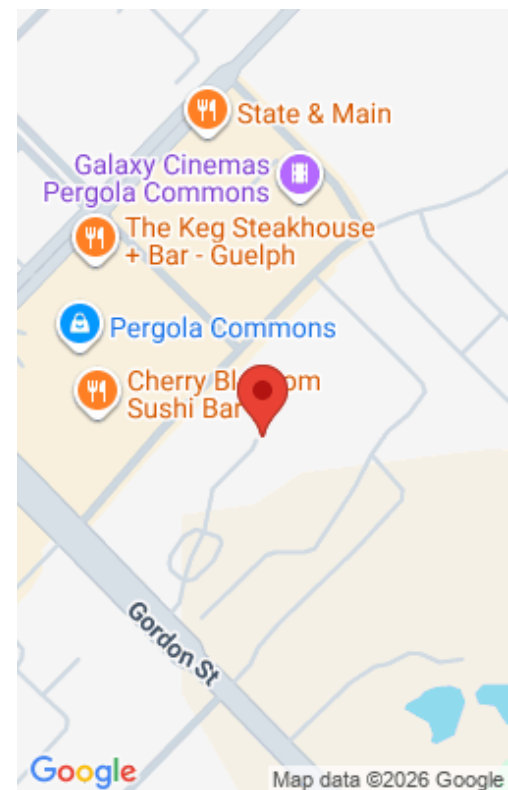 State & Main
Galaxy Cinemas
Pergola Commons
The Keg Steakhouse
+ Bar - Guelph
Pergola Commons
Cherry Bl om
Sushi Bar
Gordon St
Google
Map data ©2026 Google